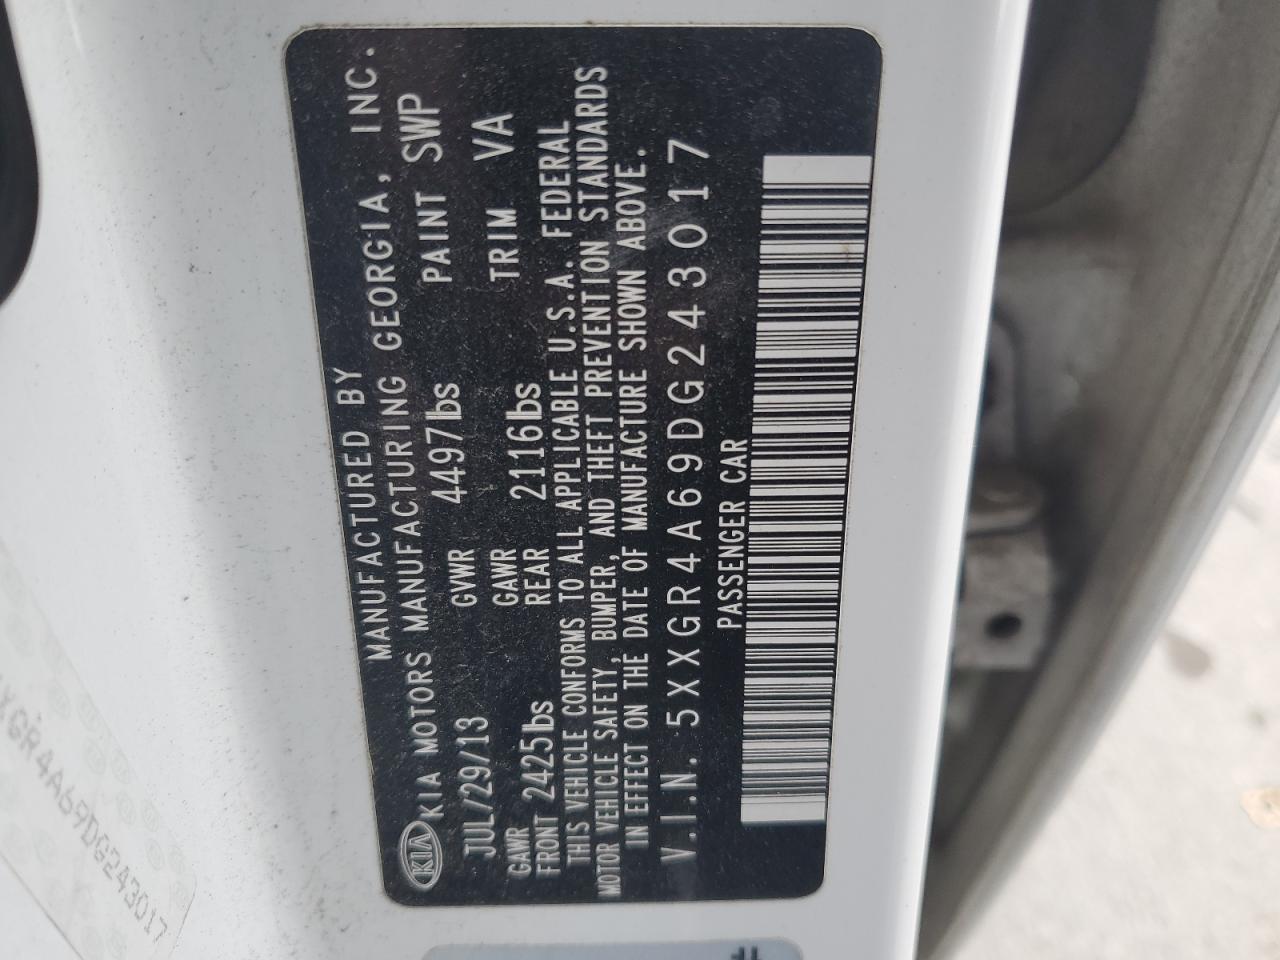 MANUFACTURED BY
KIA KIA MOTORS MANUFACTURING GEORGIA, INC.
JUL/29/13 GVWR 4497lbs PAINT SWP
GAWR FRONT 2425lbs GAWR REAR 2116lbs TRIM VA
THIS VEHICLE CONFORMS TO ALL APPLICABLE U.S.A. FEDERAL
MOTOR VEHICLE SAFETY, BUMPER, AND THEFT PREVENTION STANDARDS
IN EFFECT ON THE DATE OF MANUFACTURE SHOWN ABOVE.
V.I.N. 5XXGR4A69DG243017
PASSENGER CAR
XGR4A69DG243017